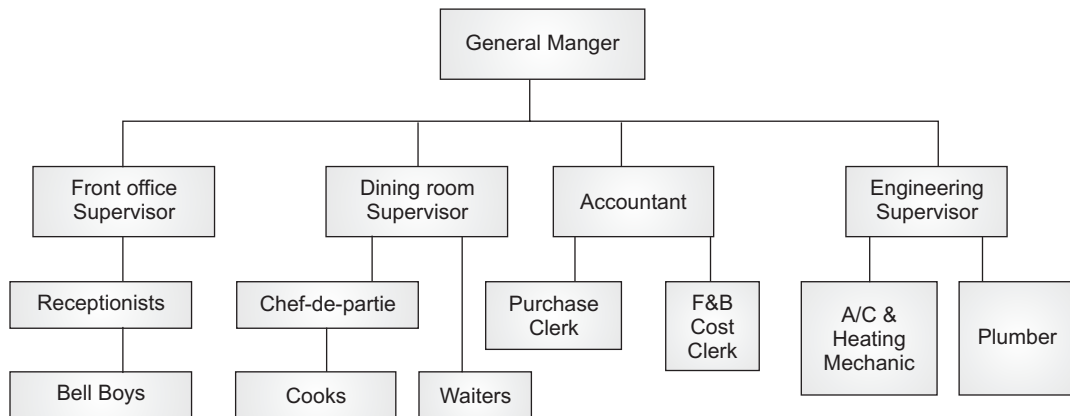 General Manger
Front office
Supervisor
Dining room
Supervisor
Accountant
Engineering
Supervisor
Receptionists
Chef-de-partie
Purchase
Clerk
F&B
Cost
Clerk
A/C &
Heating
Mechanic
Plumber
Bell Boys
Cooks
Waiters